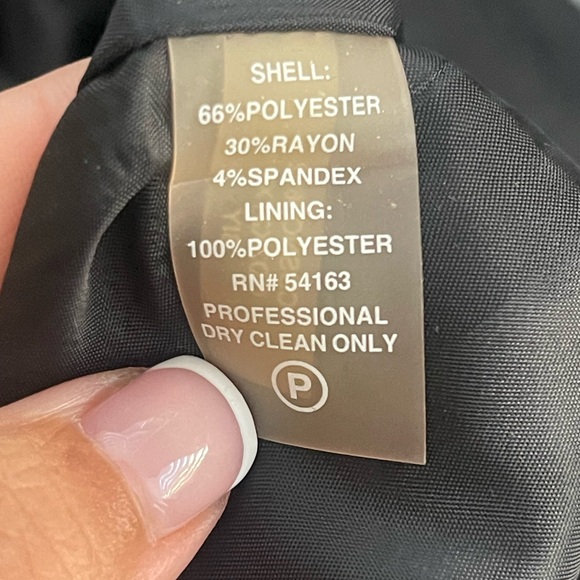 SHELL:
66%POLYESTER
30%RAYON
4%SPANDEX
LINING:
100%POLYESTER
RN# 54163
PROFESSIONAL
DRY CLEAN ONLY
P